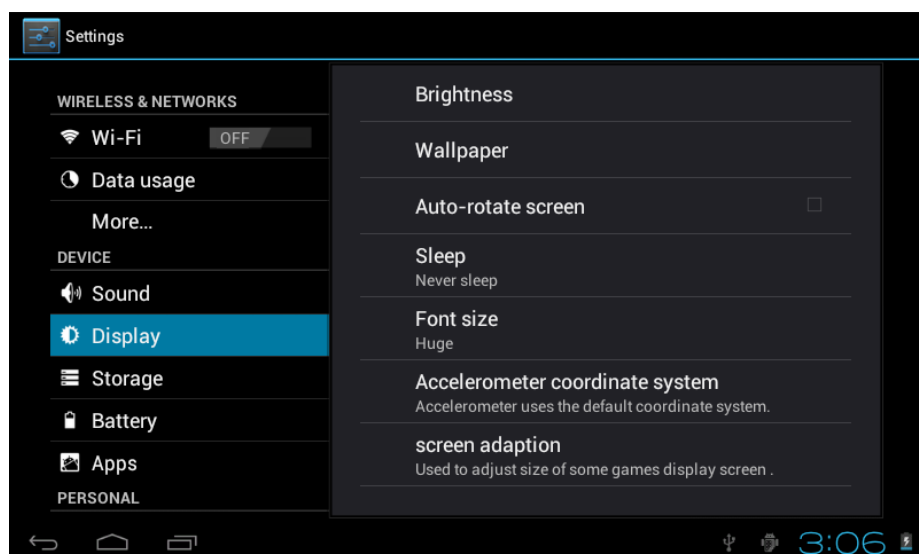 Settings
WIRELESS & NETWORKS
Wi-Fi OFF
Data usage
More...
DEVICE
Sound
Display
Storage
Battery
Apps
PERSONAL
Brightness
Wallpaper
Auto-rotate screen
Sleep
Never sleep
Font size
Huge
Accelerometer coordinate system
Accelerometer uses the default coordinate system.
screen adaption
Used to adjust size of some games display screen .
3:06